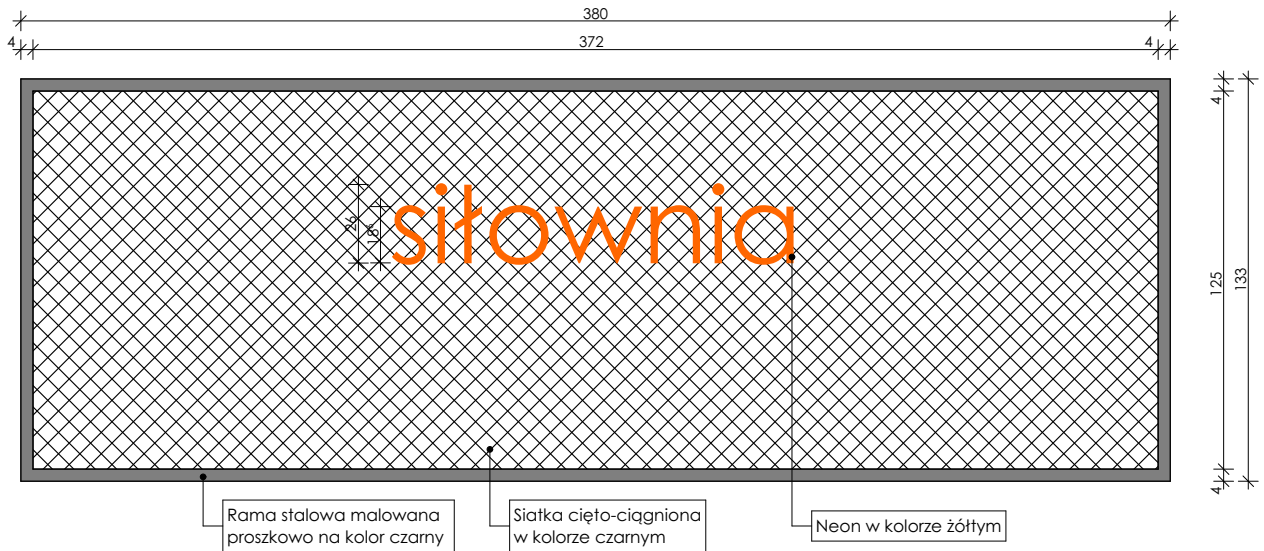 380
4
372
4
4
26
18⁵
siłownia
125
133
4
Rama stalowa malowana
proszkowo na kolor czarny
Siatka cięto-ciągniona
w kolorze czarnym
Neon w kolorze żółtym